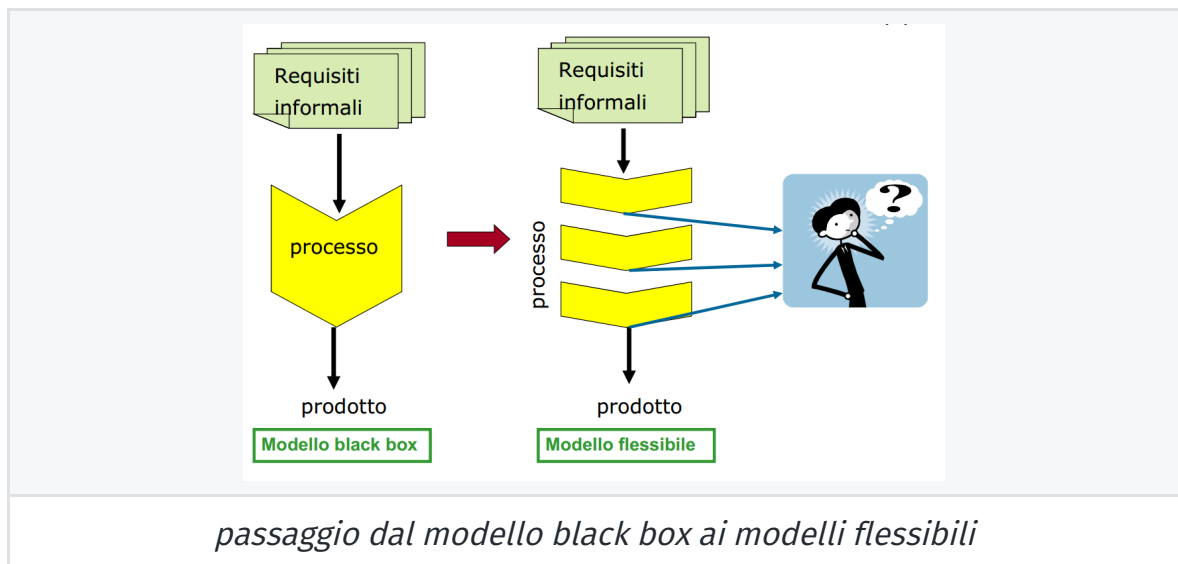 Requisiti
informali
processo
prodotto
Modello black box
Requisiti
informali
processo
?
prodotto
Modello flessibile
passaggio dal modello black box ai modelli flessibili